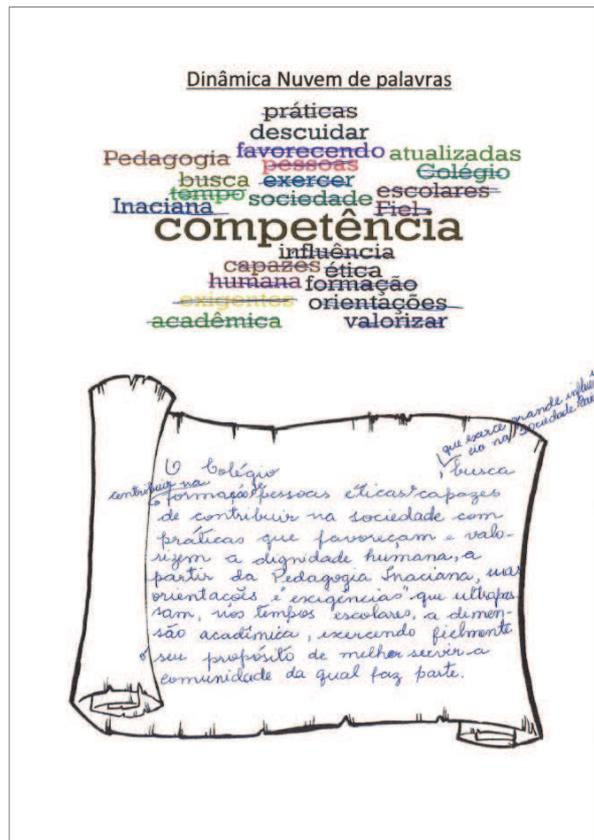 Dinâmica Nuvem de palavras
práticas
descuidar
favorecendo atualizadas
Pedagogia pessoas Colégio
busca exercer escolares
tempo sociedade Fiel
Inaciana
competência
influência
capazes ética
humana formação
exigentes orientações
acadêmica valorizar
que exerce grande influên
cia na sociedade
O Colégio , busca
contribuir na
formação de pessoas éticas e capazes
de contribuir na sociedade com
práticas que favoreçam e valo-
rizem a dignidade humana, a
partir da Pedagogia Inaciana, suas
orientações e exigências que ultrapas
sam, nos tempos escolares, a dimen-
são acadêmica, exercendo fielmente
o seu propósito de melhor servir a
comunidade da qual faz parte.